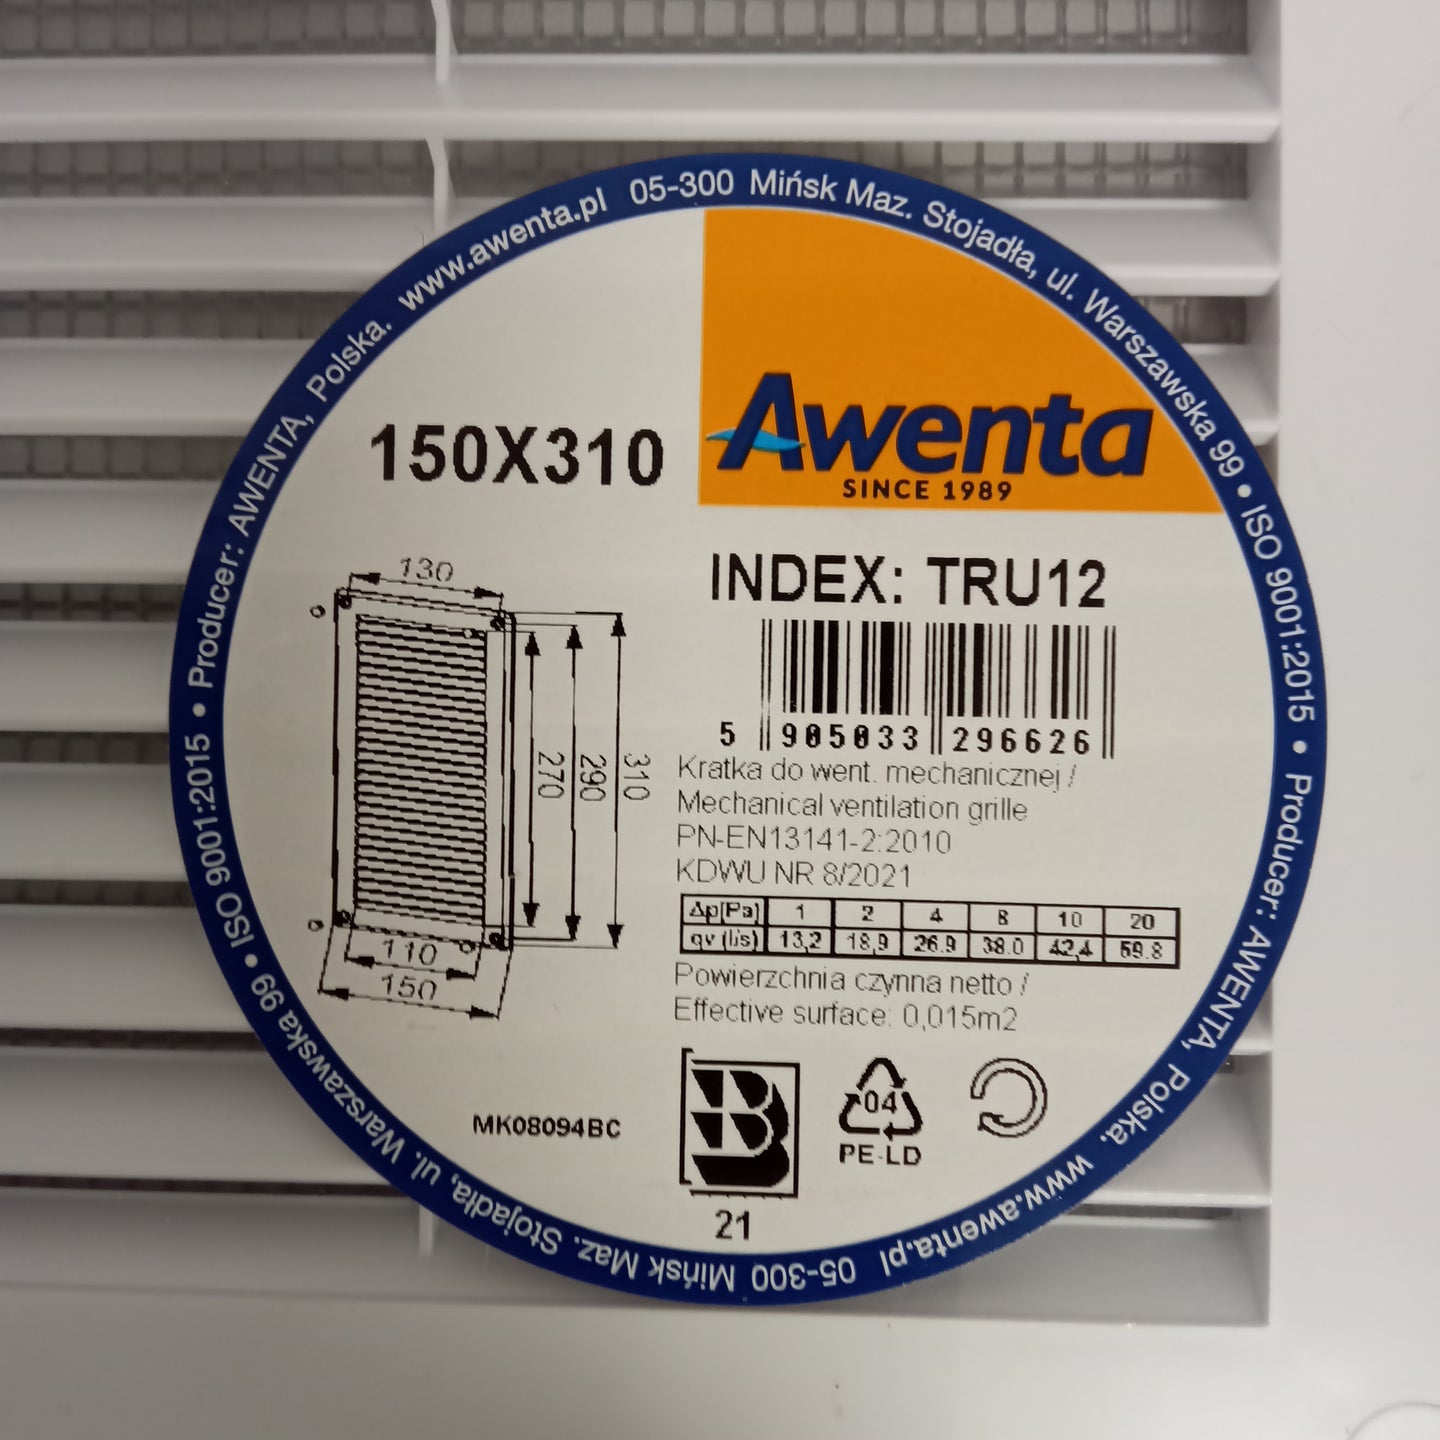 Producer: AWENTA, Polska. www.awenta.pl 05-300 Mińsk Maz. Stojadła, ul. Warszawska 99 • ISO 9001:2015 •
Producer: AWENTA, Polska. www.awenta.pl 05-300 Mińsk Maz. Stojadła, ul. Warszawska 99 • ISO 9001:2015 •
Awenta
SINCE 1989
150X310
INDEX: TRU12
5 905033 296626
130
270
290
310
110
150
Kratka do went. mechanicznej /
Mechanical ventilation grille
PN-EN13141-2:2010
KDWU NR 8/2021
Δp[Pa] 1 2 4 8 10 20
qv (l/s) 13,2 18,9 26.9 38.0 42,4 59.8
Powierzchnia czynna netto /
Effective surface: 0,015m2
MK08094BC
B
21
04
PE-LD